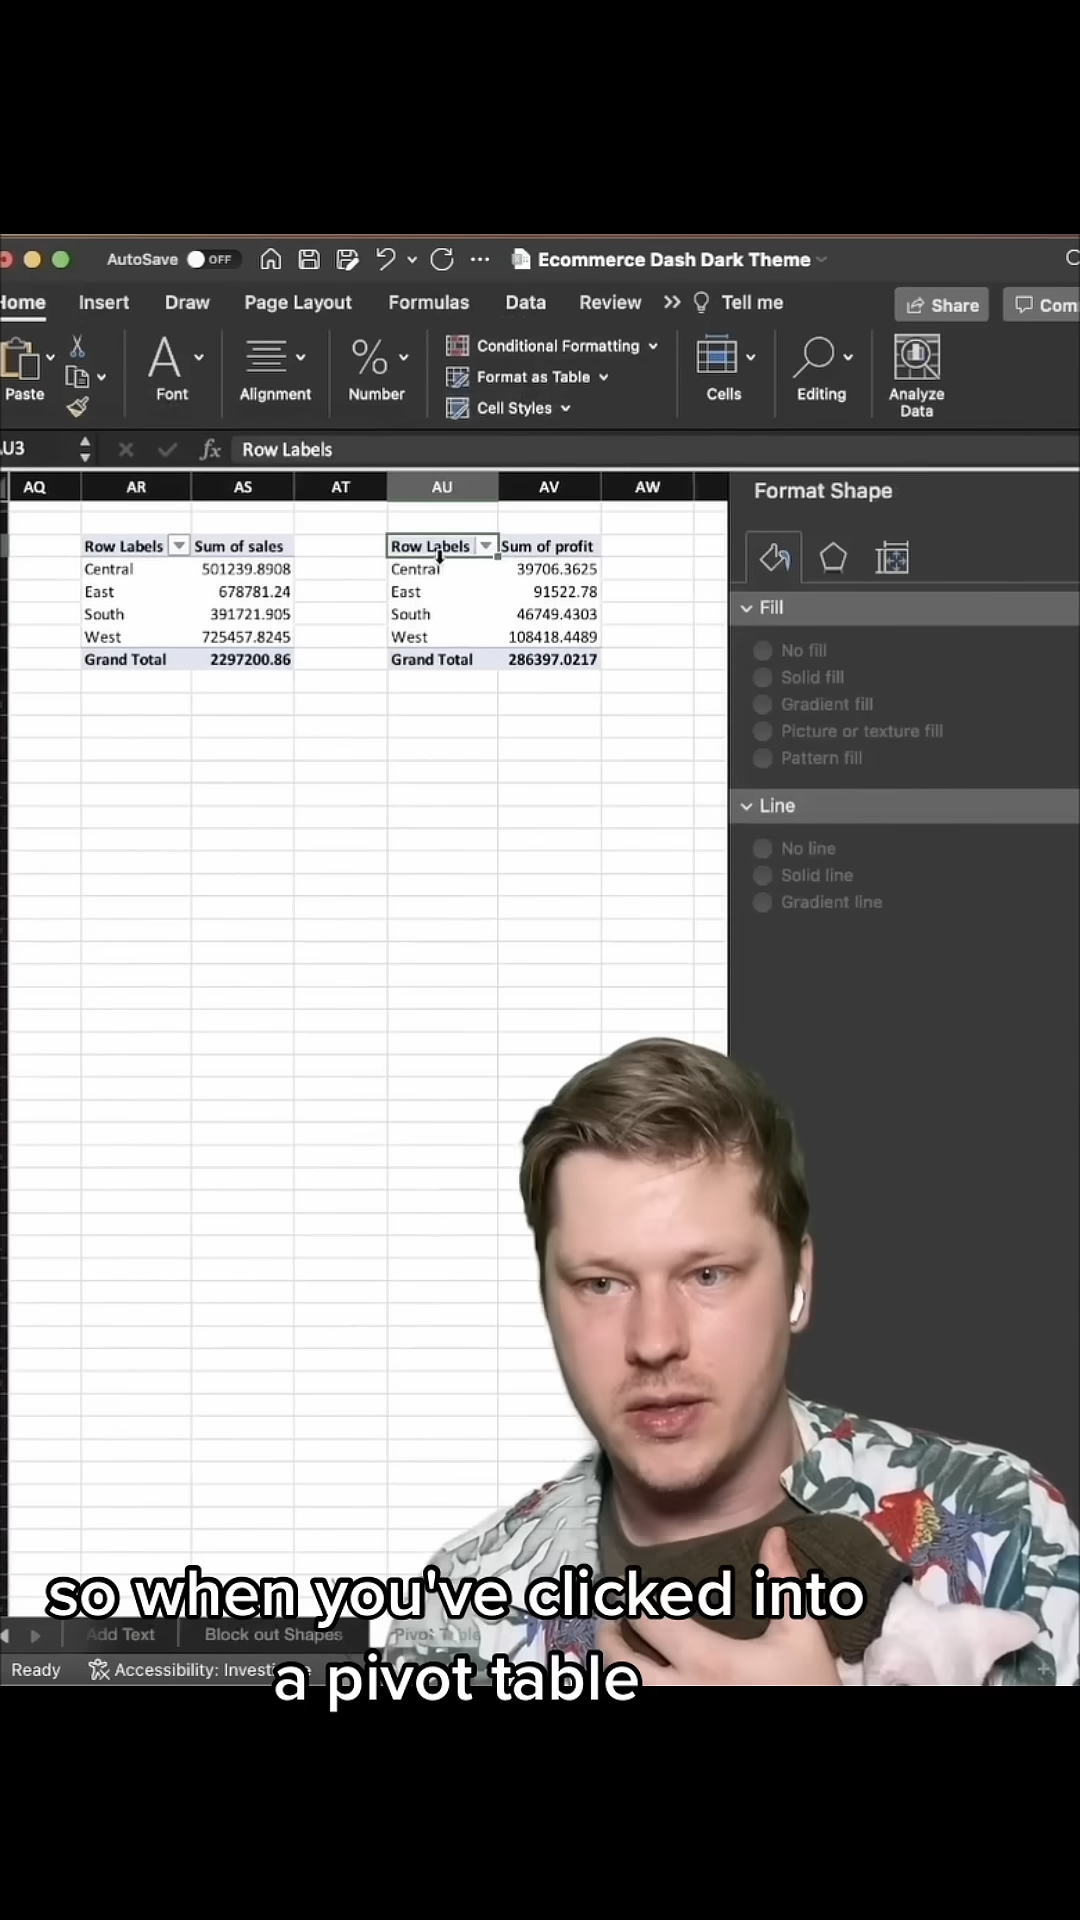 AutoSave OFF Ecommerce Dash Dark Theme
Home Insert Draw Page Layout Formulas Data Review Tell me Share
Paste Font Alignment Number Conditional Formatting Format as Table Cell Styles Cells Editing Analyze Data
fx Row Labels
AQ AR AS AT AU AV AW Format Shape
Row Labels Sum of sales Row Labels Sum of profit
Central 501239.8908 Central 39706.3625
East 678781.24 East 91522.78
South 391721.905 South 46749.4303
West 725457.8245 West 108418.4489
Grand Total 2297200.86 Grand Total 286397.0217
Fill
No fill
Solid fill
Gradient fill
Picture or texture fill
Pattern fill
Line
No line
Solid line
Gradient line
so when you've clicked into
a pivot table
Add Text Block out Shapes Pivot
Ready Accessibility: